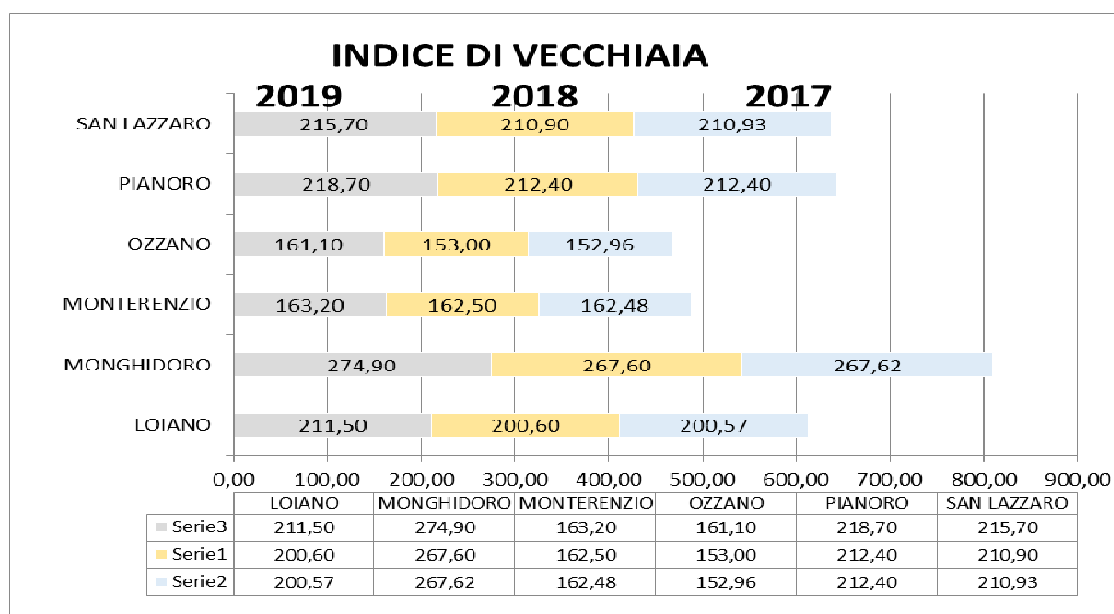 INDICE DI VECCHIAIA
2019 2018 2017
SAN LAZZARO 215,70 210,90 210,93
PIANORO 218,70 212,40 212,40
OZZANO 161,10 153,00 152,96
MONTERENZIO 163,20 162,50 162,48
MONGHIDORO 274,90 267,60 267,62
LOIANO 211,50 200,60 200,57
0,00 100,00 200,00 300,00 400,00 500,00 600,00 700,00 800,00 900,00
LOIANO MONGHIDORO MONTERENZIO OZZANO PIANORO SAN LAZZARO
Serie3 211,50 274,90 163,20 161,10 218,70 215,70
Serie1 200,60 267,60 162,50 153,00 212,40 210,90
Serie2 200,57 267,62 162,48 152,96 212,40 210,93